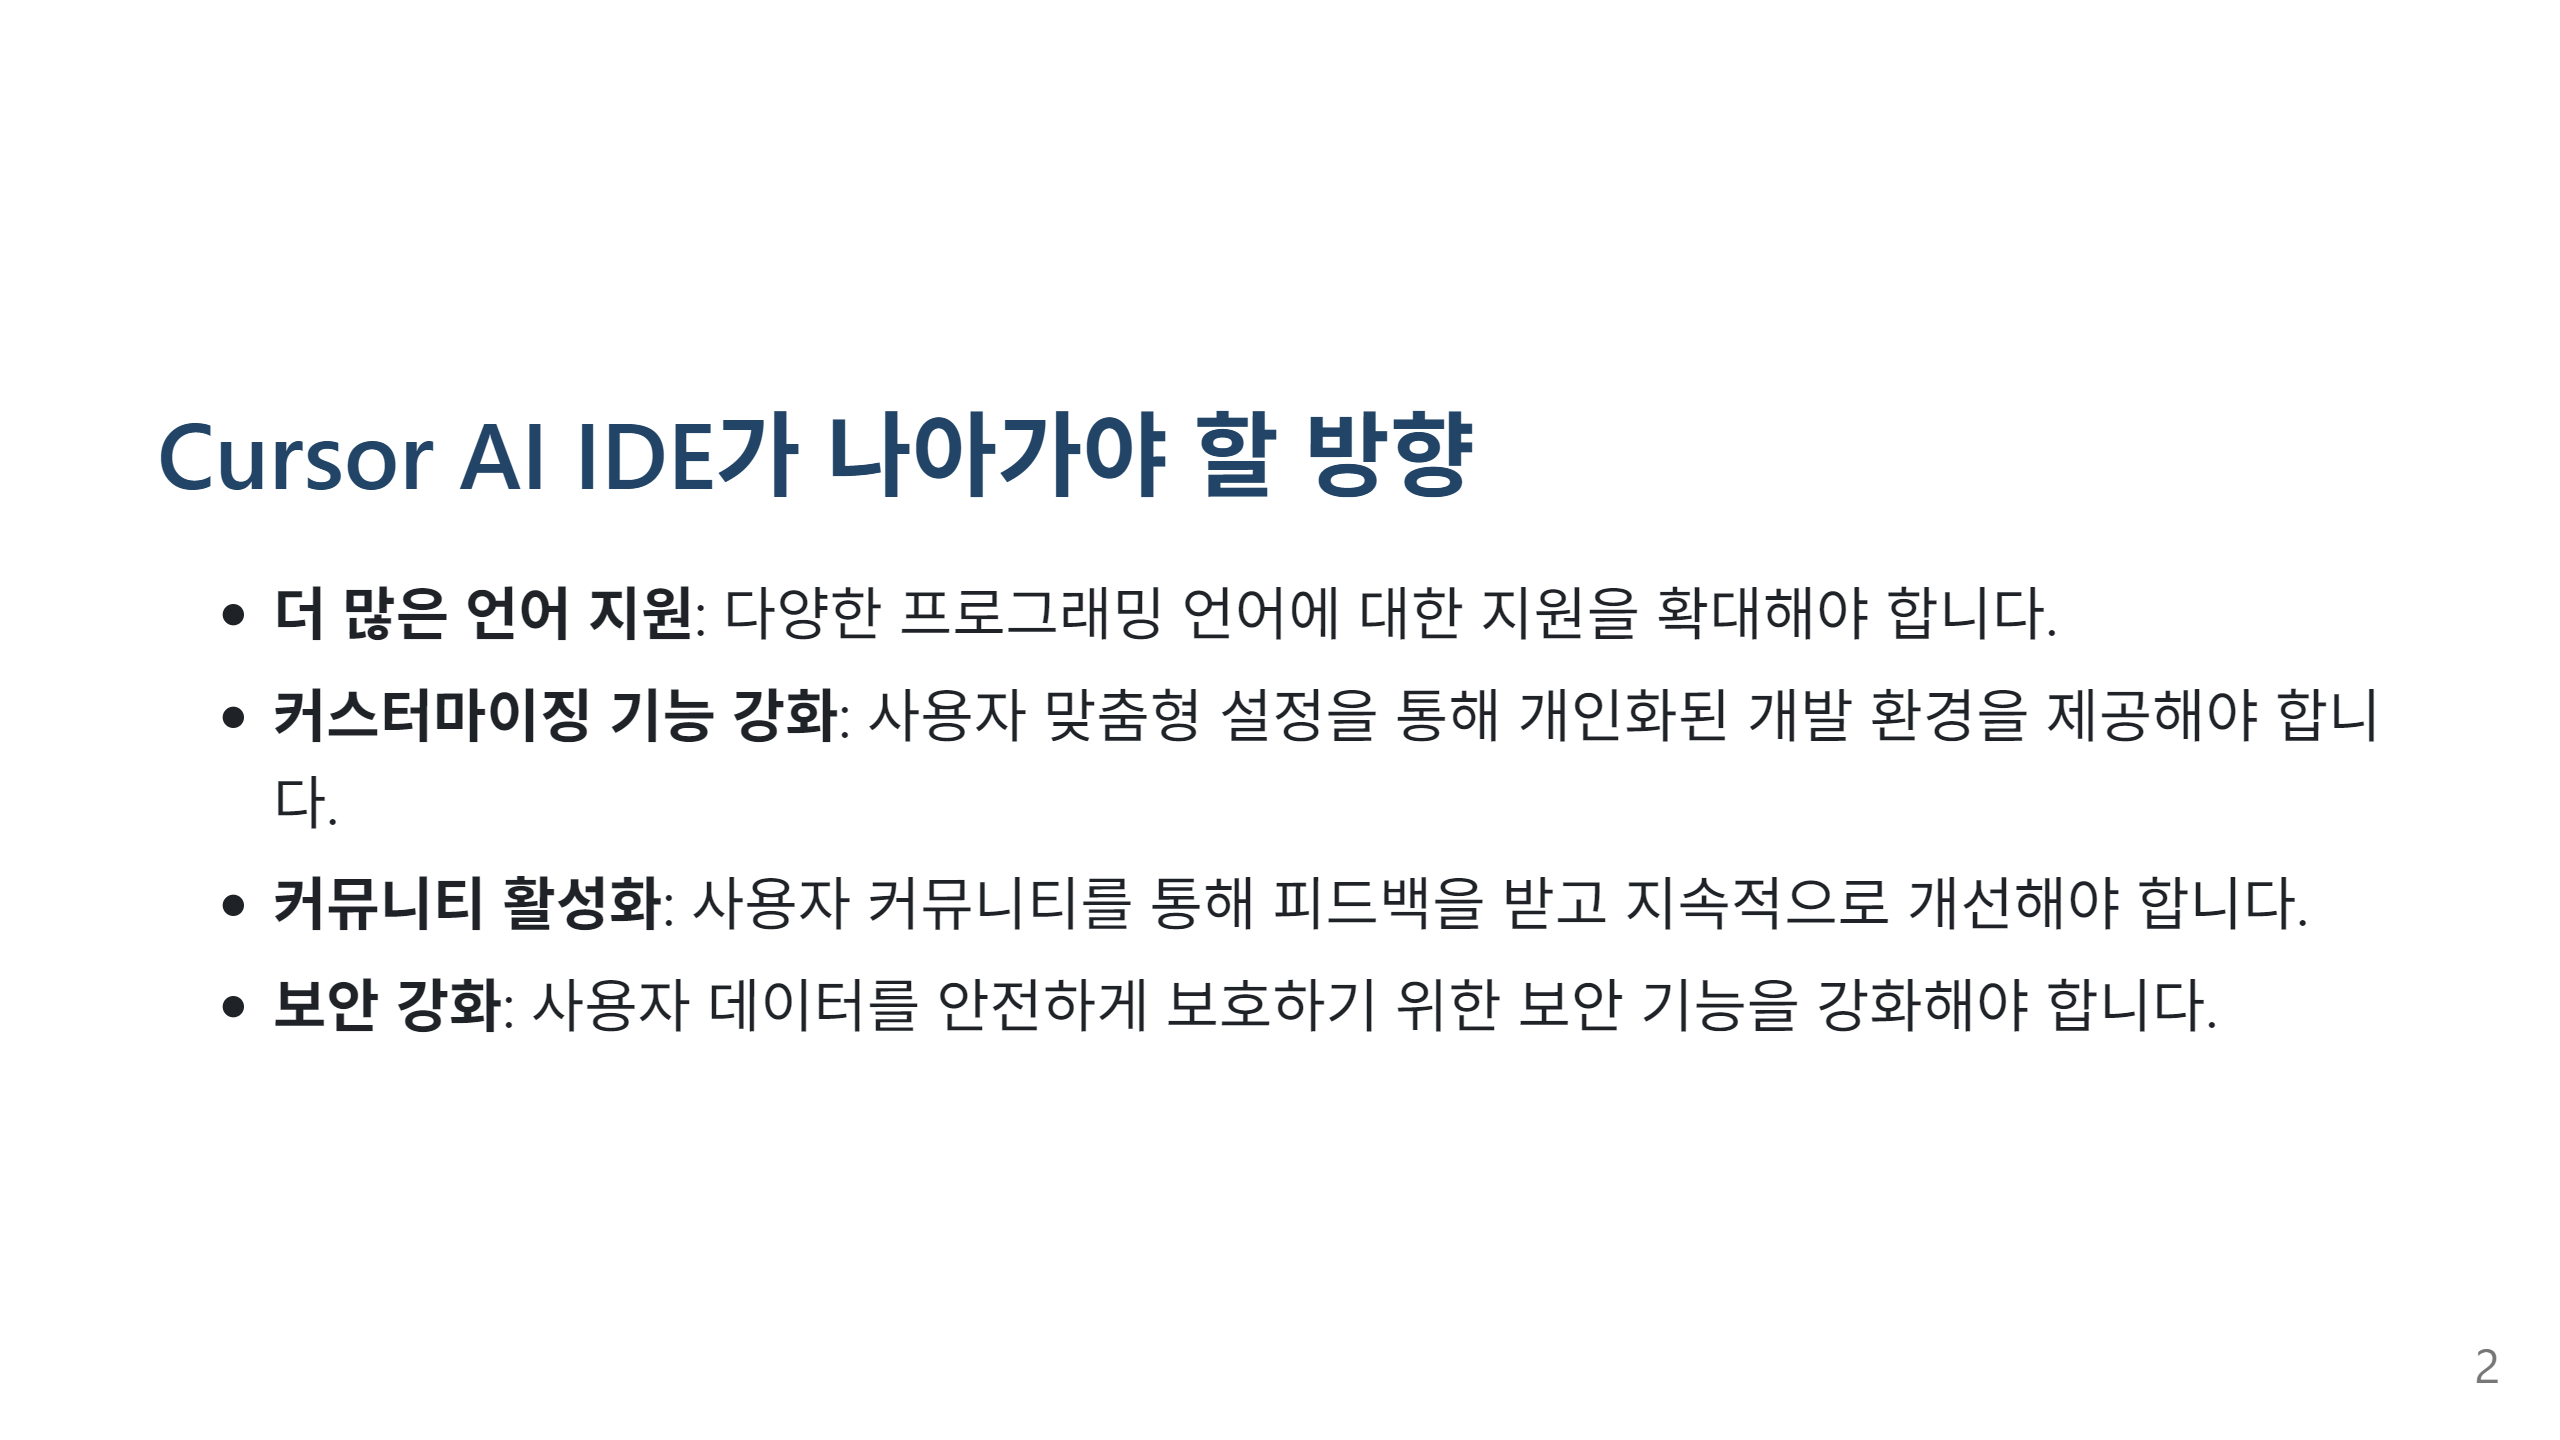 Cursor AI IDE가 나아가야 할 방향
• 더 많은 언어 지원: 다양한 프로그래밍 언어에 대한 지원을 확대해야 합니다.
• 커스터마이징 기능 강화: 사용자 맞춤형 설정을 통해 개인화된 개발 환경을 제공해야 합니
다.
• 커뮤니티 활성화: 사용자 커뮤니티를 통해 피드백을 받고 지속적으로 개선해야 합니다.
• 보안 강화: 사용자 데이터를 안전하게 보호하기 위한 보안 기능을 강화해야 합니다.
2